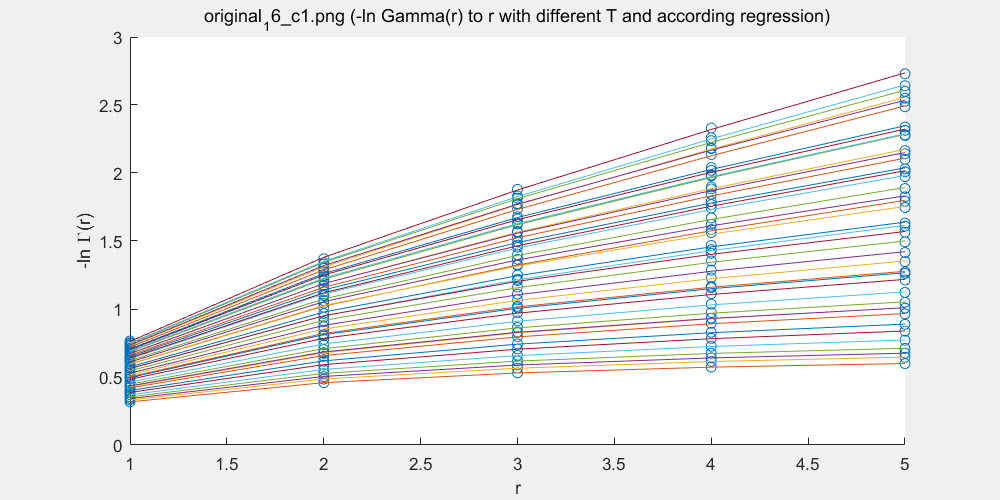 original_16_c1.png (-ln Gamma(r) to r with different T and according regression)
3
2.5
2
1.5
1
0.5
0
-ln Γ(r)
1 1.5 2 2.5 3 3.5 4 4.5 5
r